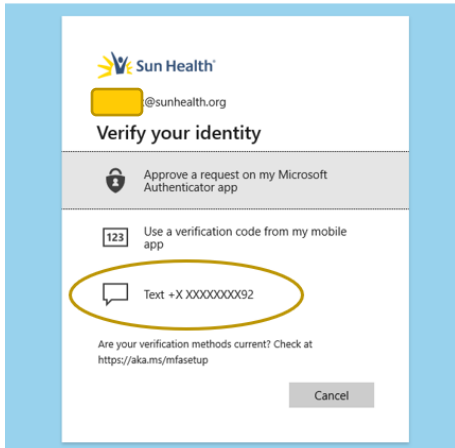 Sun Health
@sunhealth.org
Verify your identity
Approve a request on my Microsoft
Authenticator app
123
Use a verification code from my mobile
app
Text +X XXXXXXXX92
Are your verification methods current? Check at
https://aka.ms/mfasetup
Cancel